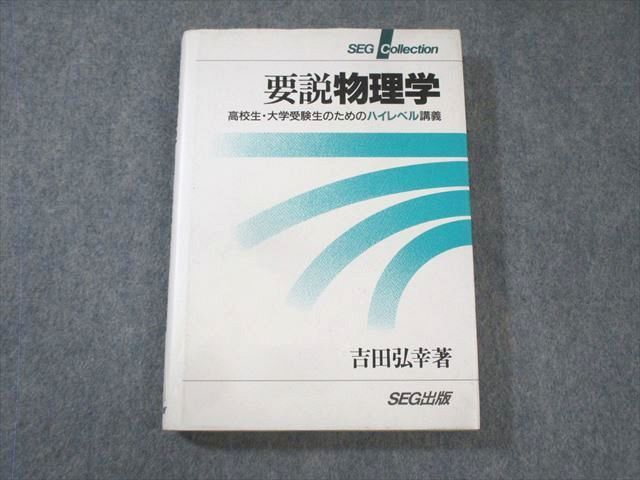 SEG Collection
要説物理学
高校生・大学受験生のためのハイレベル講義
吉田弘幸著
SEG出版